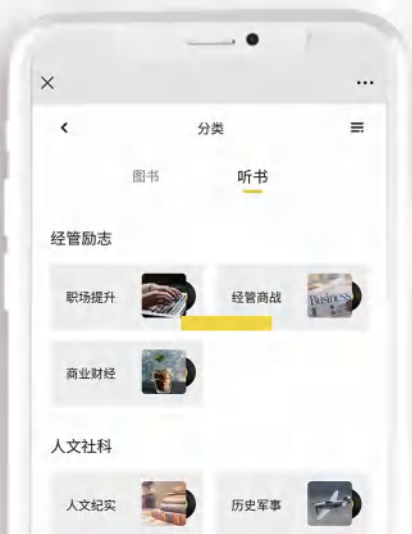 分类
图书 听书
经管励志
职场提升 经管商战
Business
商业财经
人文社科
人文纪实 历史军事